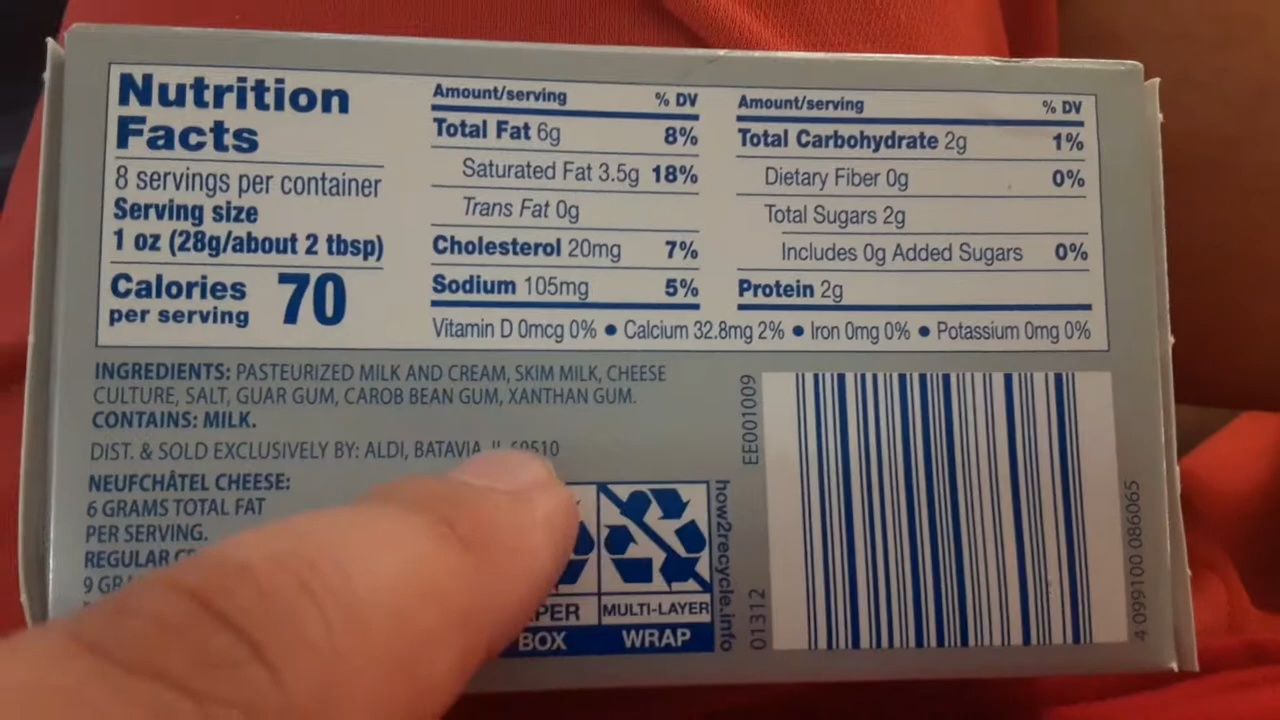 Nutrition
Facts
8 servings per container
Serving size
1 oz (28g/about 2 tbsp)
Calories 70
per serving
Amount/serving % DV
Total Fat 6g 8%
Saturated Fat 3.5g 18%
Trans Fat 0g
Cholesterol 20mg 7%
Sodium 105mg 5%
Amount/serving % DV
Total Carbohydrate 2g 1%
Dietary Fiber 0g 0%
Total Sugars 2g
Includes 0g Added Sugars 0%
Protein 2g
Vitamin D 0mcg 0% ● Calcium 32.8mg 2% ● Iron 0mg 0% ● Potassium 0mg 0%
INGREDIENTS: PASTEURIZED MILK AND CREAM, SKIM MILK, CHEESE
CULTURE, SALT, GUAR GUM, CAROB BEAN GUM, XANTHAN GUM.
CONTAINS: MILK.
DIST. & SOLD EXCLUSIVELY BY: ALDI, BATAVIA
NEUFCHÂTEL CHEESE:
6 GRAMS TOTAL FAT
PER SERVING.
REGULAR
9
BOX
MULTI-LAYER
WRAP
how2recycle.info
EE001009
01312
4 099100 086065